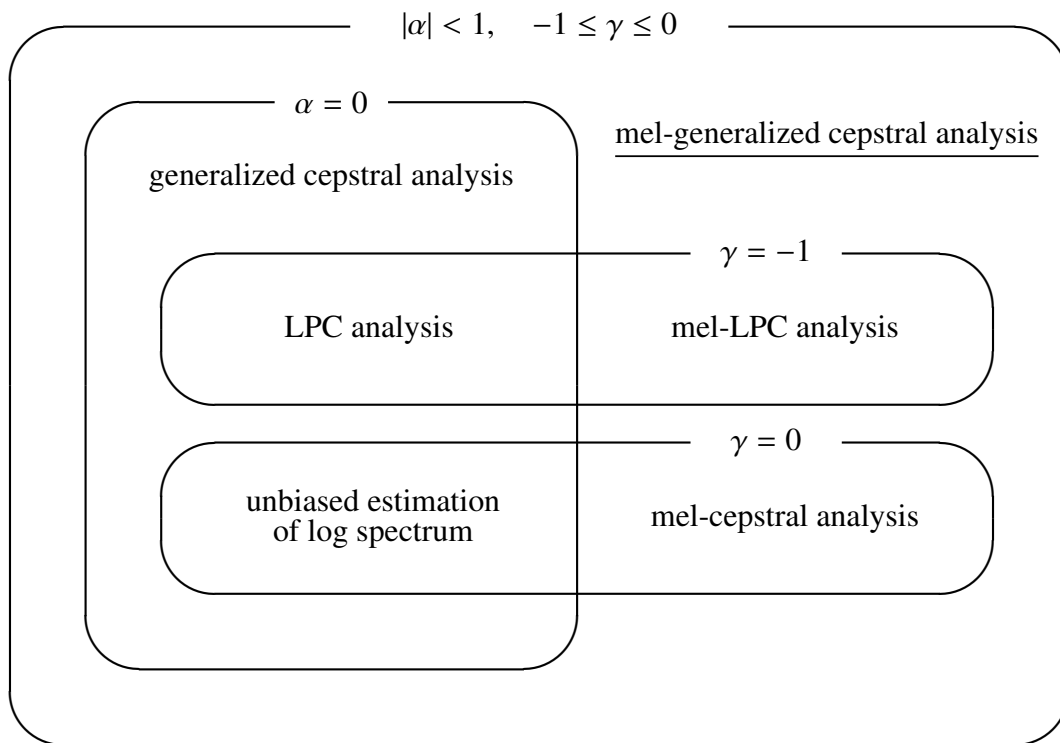 |α| < 1, −1 ≤ γ ≤ 0
α = 0
mel-generalized cepstral analysis
generalized cepstral analysis
γ = −1
LPC analysis
mel-LPC analysis
γ = 0
unbiased estimation
of log spectrum
mel-cepstral analysis